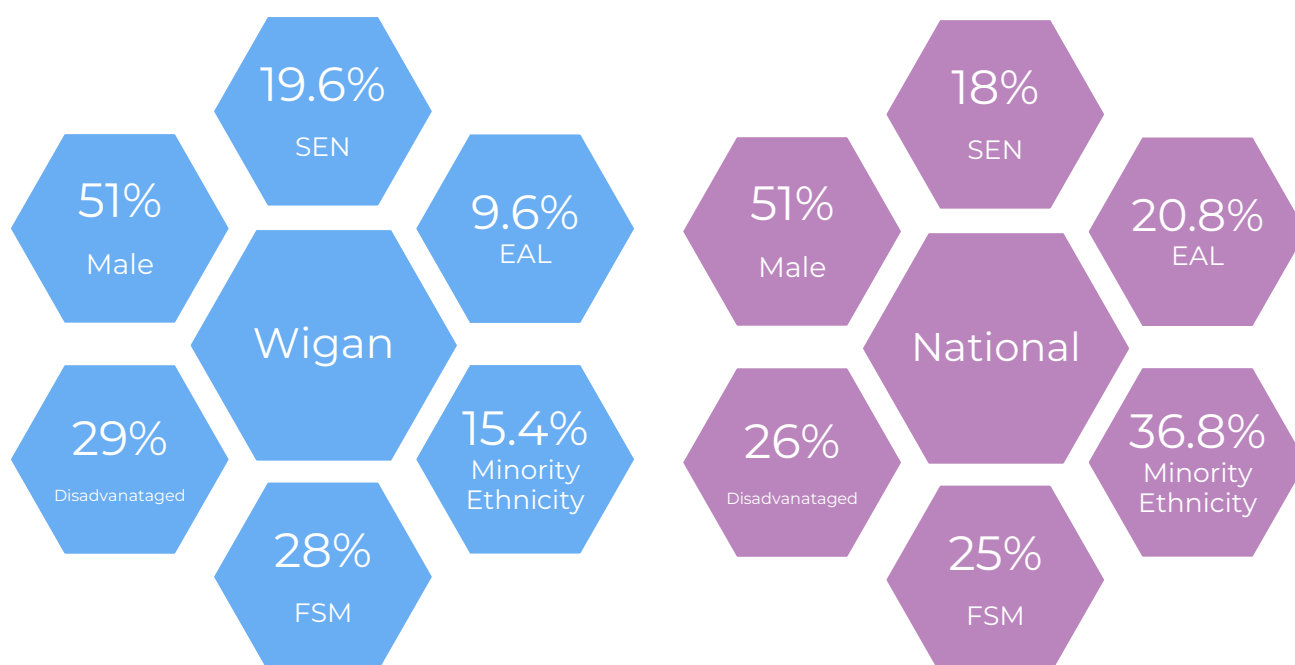 19.6%
SEN
51%
Male
9.6%
EAL
Wigan
29%
Disadvanataged
15.4%
Minority
Ethnicity
28%
FSM
18%
SEN
51%
Male
20.8%
EAL
National
26%
Disadvanataged
36.8%
Minority
Ethnicity
25%
FSM